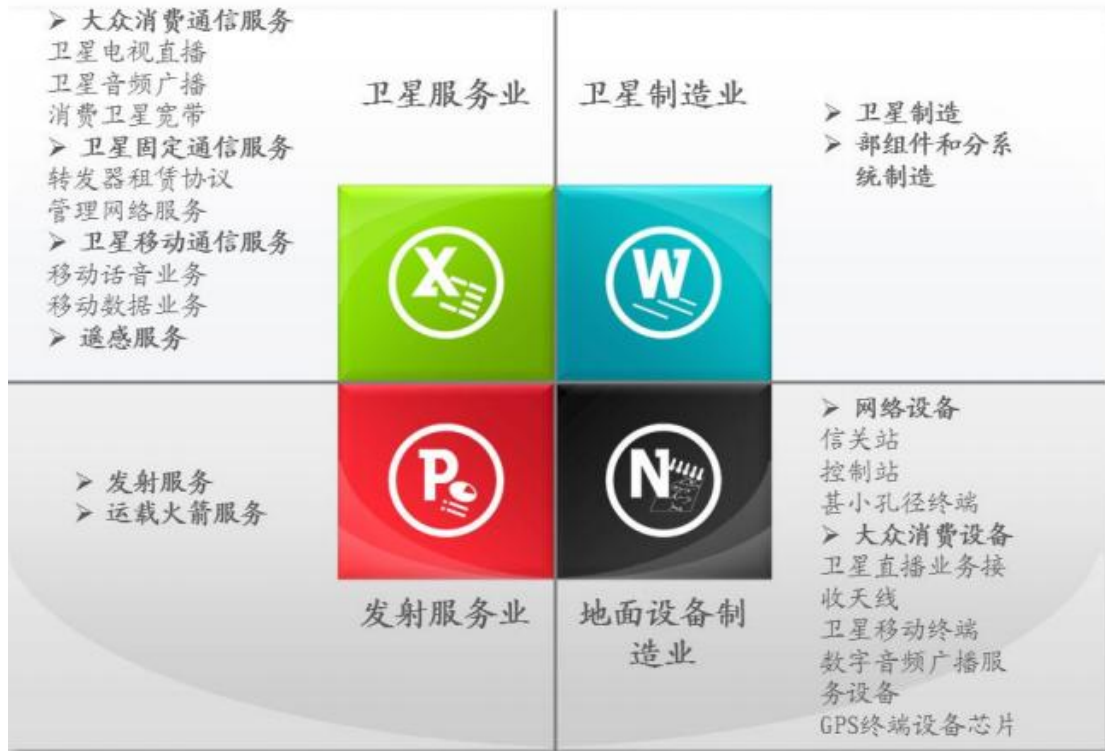 ➢ 大众消费通信服务
卫星电视直播
卫星音频广播
消费卫星宽带
➢ 卫星固定通信服务
转发器租赁协议
管理网络服务
➢ 卫星移动通信服务
移动话音业务
移动数据业务
➢ 遥感服务
卫星服务业
卫星制造业
➢ 卫星制造
➢ 部组件和分系
统制造
X
W
P
N
➢ 发射服务
➢ 运载火箭服务
发射服务业
地面设备制
造业
➢ 网络设备
信关站
控制站
甚小孔径终端
➢ 大众消费设备
卫星直播业务接
收天线
卫星移动终端
数字音频广播服
务设备
GPS终端设备芯片